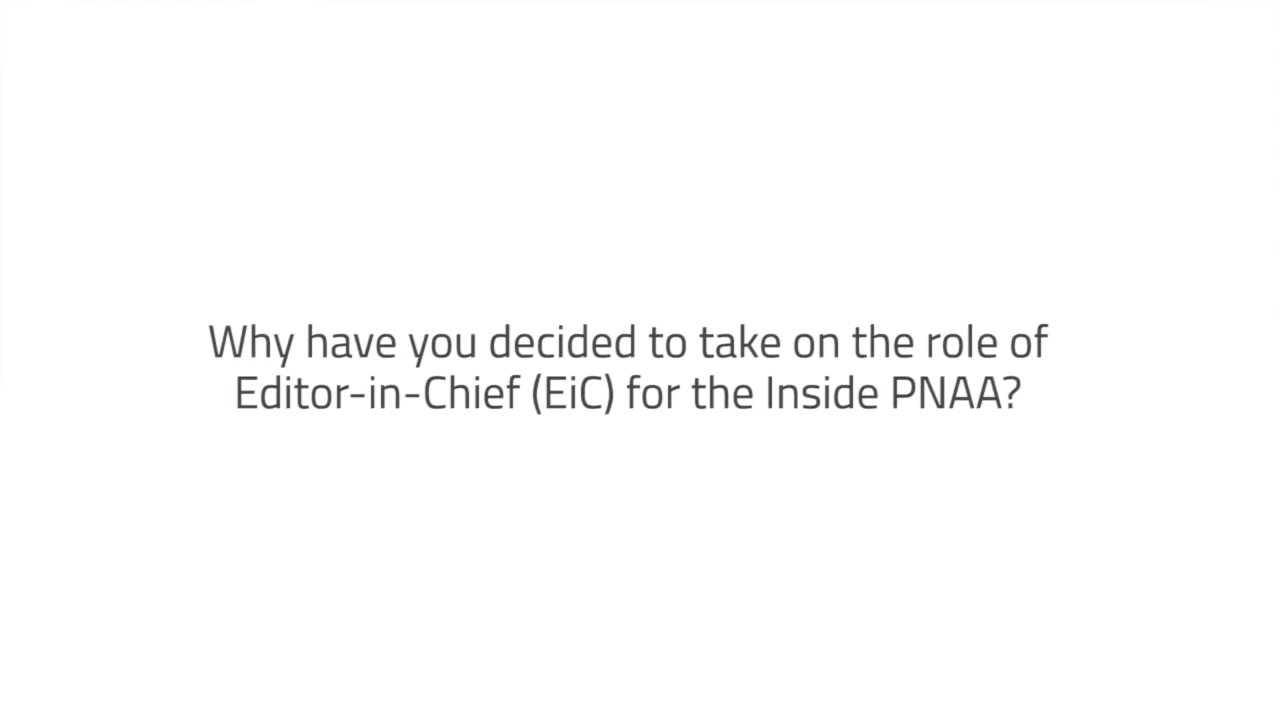 Why have you decided to take on the role of
Editor-in-Chief (EiC) for the Inside PNAA?